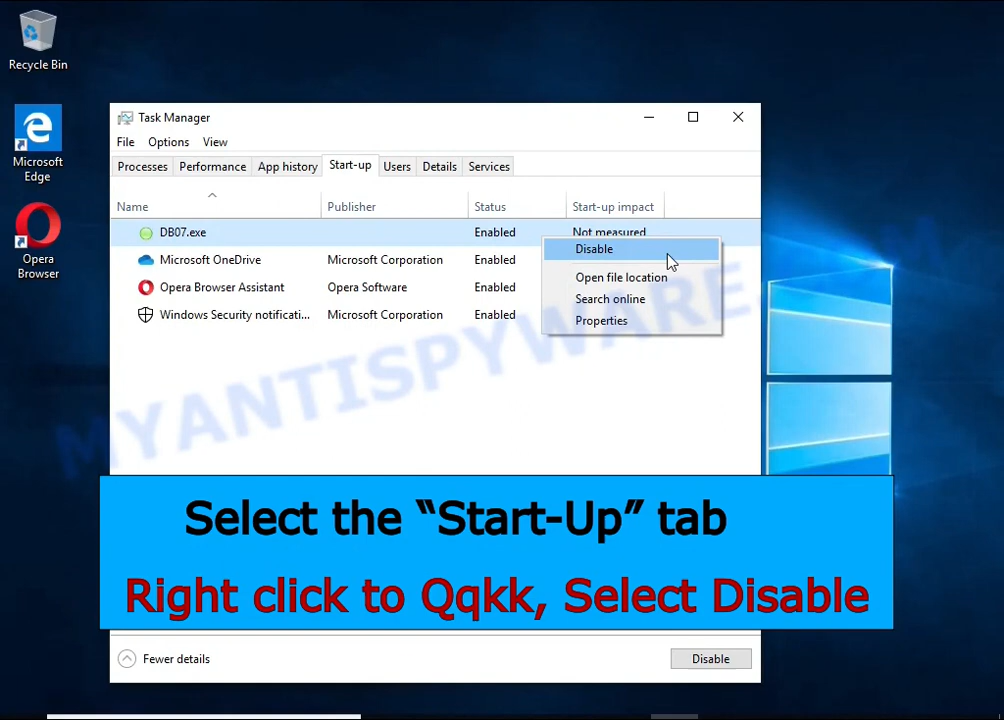 Recycle Bin
Microsoft
Edge
Opera
Browser
Task Manager
File Options View
Processes Performance App history Start-up Users Details Services
Name Publisher Status Start-up impact
DB07.exe Enabled Not measured
Microsoft OneDrive Microsoft Corporation Enabled
Opera Browser Assistant Opera Software Enabled
Windows Security notificati... Microsoft Corporation Enabled
Disable
Open file location
Search online
Properties
MYANTISPYWARE.COM
Select the “Start-Up” tab
Right click to Qqkk, Select Disable
Fewer details Disable